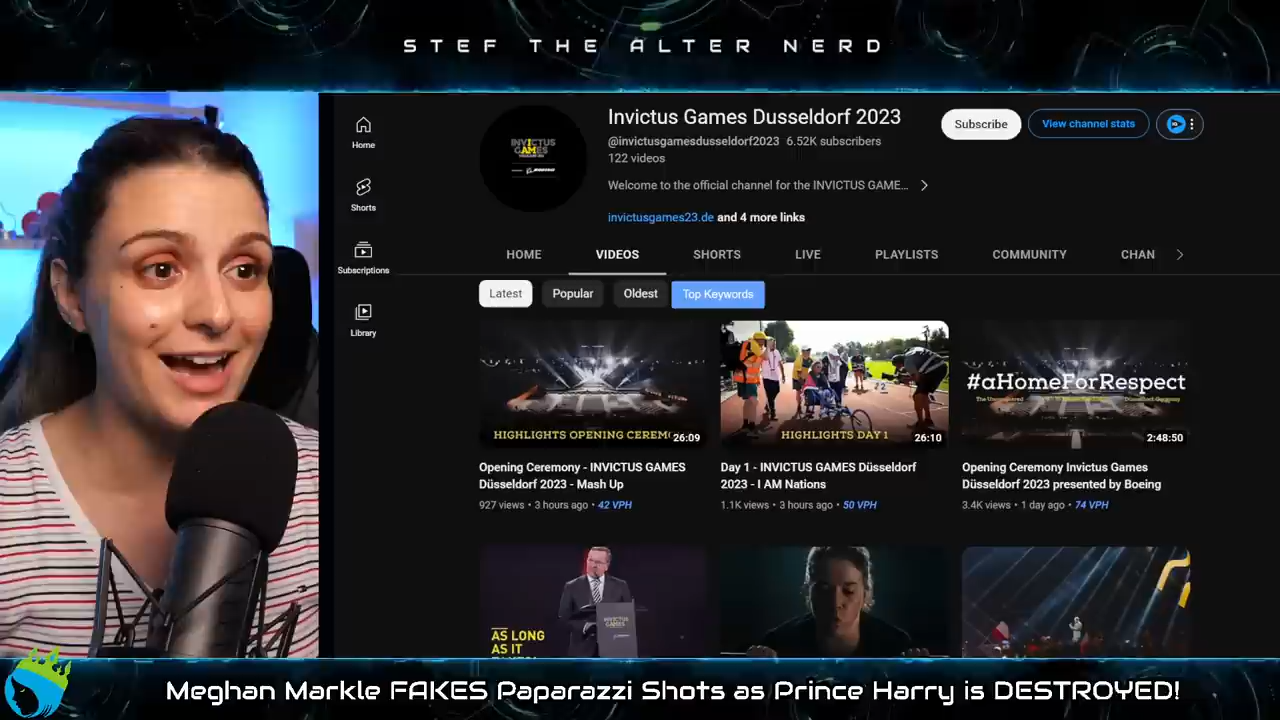 STEF THE ALTER NERD
Home
Shorts
Subscriptions
Library
INVICTUS
GAMES
BOEING
Invictus Games Dusseldorf 2023
@invictusgamesdusseldorf2023 6.52K subscribers
122 videos
Welcome to the official channel for the INVICTUS GAME...
invictusgames23.de and 4 more links
Subscribe
View channel stats
HOME VIDEOS SHORTS LIVE PLAYLISTS COMMUNITY CHAN
Latest Popular Oldest Top Keywords
HIGHLIGHTS OPENING CEREM
26:09
Opening Ceremony - INVICTUS GAMES
Düsseldorf 2023 - Mash Up
927 views • 3 hours ago • 42 VPH
HIGHLIGHTS DAY 1
26:10
Day 1 - INVICTUS GAMES Düsseldorf
2023 - I AM Nations
1.1K views • 3 hours ago • 50 VPH
#aHomeForRespect
2:48:50
Opening Ceremony Invictus Games
Düsseldorf 2023 presented by Boeing
3.4K views • 1 day ago • 74 VPH
INVICTUS
GAMES
AS LONG
AS IT
Meghan Markle FAKES Paparazzi Shots as Prince Harry is DESTROYED!